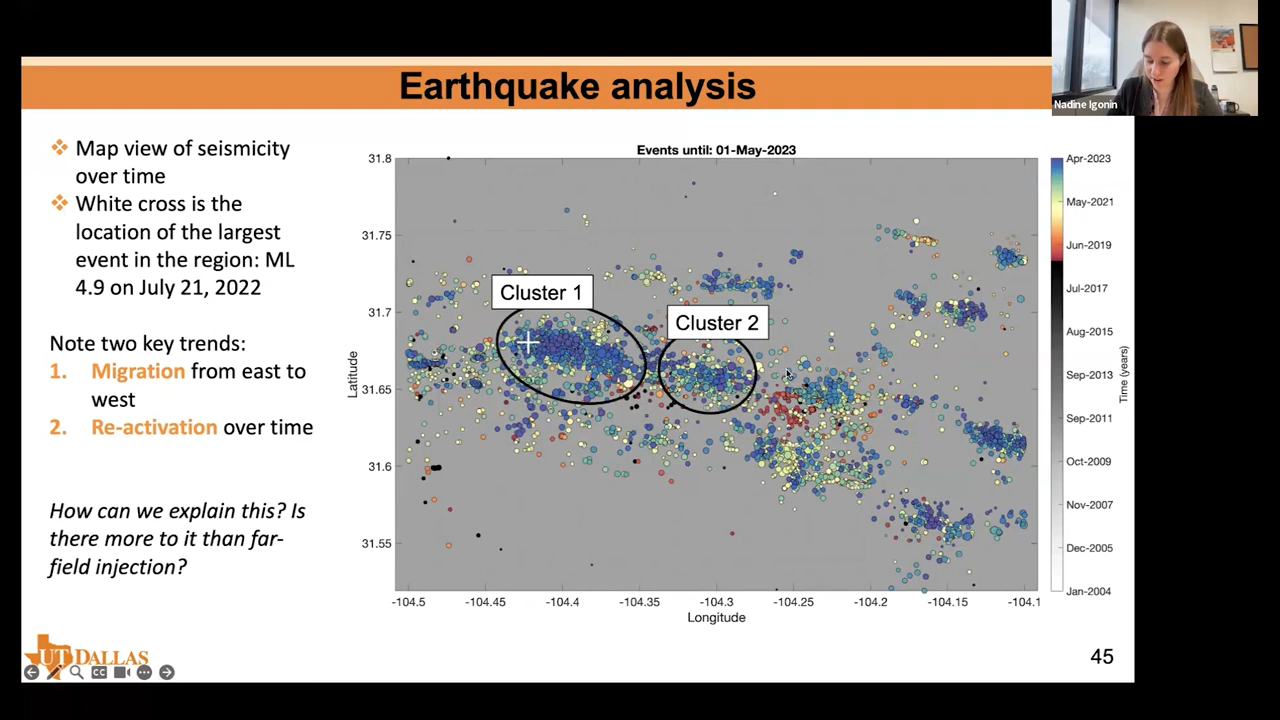 Earthquake analysis
Nadine Igonin
❖ Map view of seismicity
over time
❖ White cross is the
location of the largest
event in the region: ML
4.9 on July 21, 2022
Note two key trends:
1. Migration from east to
west
2. Re-activation over time
How can we explain this? Is
there more to it than far-
field injection?
Events until: 01-May-2023
31.8
31.75
31.7
31.65
31.6
31.55
Latitude
Cluster 1
Cluster 2
-104.5 -104.45 -104.4 -104.35 -104.3 -104.25 -104.2 -104.15 -104.1
Longitude
Apr-2023
May-2021
Jun-2019
Jul-2017
Aug-2015
Sep-2013
Sep-2011
Oct-2009
Nov-2007
Dec-2005
Jan-2004
Time (years)
UT DALLAS
CC
45